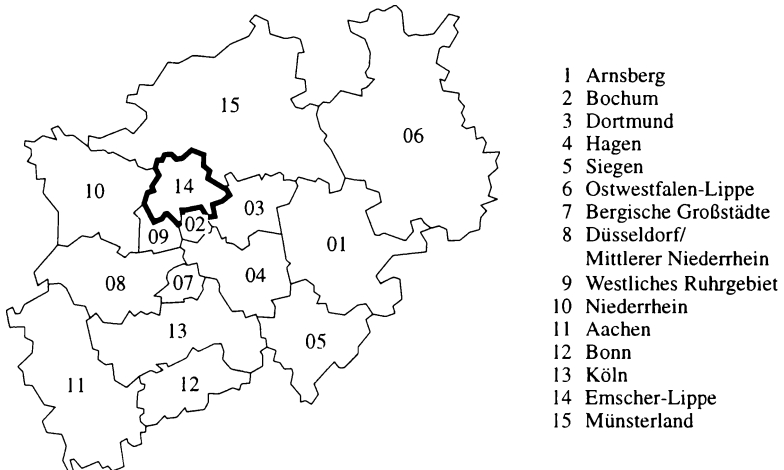 15
06
10
14
03
02
09
01
08
07
04
13
05
11
12
1 Arnsberg
2 Bochum
3 Dortmund
4 Hagen
5 Siegen
6 Ostwestfalen-Lippe
7 Bergische Großstädte
8 Düsseldorf/
Mittlerer Niederrhein
9 Westliches Ruhrgebiet
10 Niederrhein
11 Aachen
12 Bonn
13 Köln
14 Emscher-Lippe
15 Münsterland